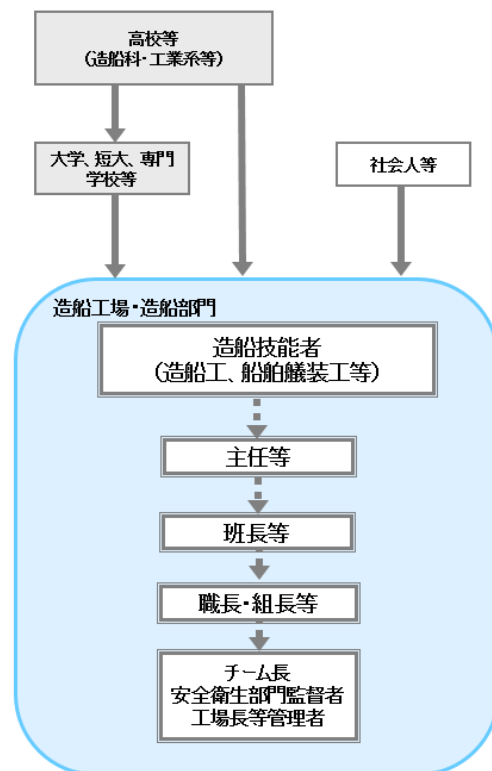 高校等
(造船科・工業系等)
大学、短大、専門
学校等
社会人等
造船工場・造船部門
造船技能者
(造船工、船舶艤装工等)
主任等
班長等
職長・組長等
チーム長
安全衛生部門監督者
工場長等管理者